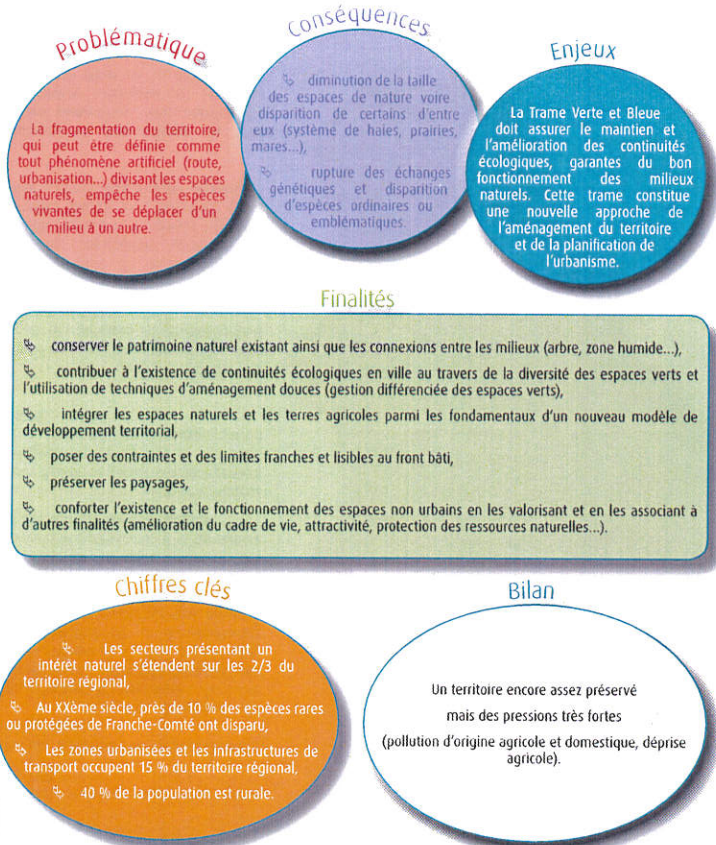 Problématique
La fragmentation du territoire,
qui peut être définie comme
tout phénomène artificiel (route,
urbanisation...) divisant les espaces
naturels, empêche les espèces
vivantes de se déplacer d'un
milieu à un autre.
Conséquences
diminution de la taille
des espaces de nature voire
disparition de certains d'entre
eux (système de haies, prairies,
mares...),
rupture des échanges
génétiques et disparition
d'espèces ordinaires ou
emblématiques.
Enjeux
La Trame Verte et Bleue
doit assurer le maintien et
l'amélioration des continuités
écologiques, garantes du bon
fonctionnement des milieux
naturels. Cette trame constitue
une nouvelle approche de
l'aménagement du territoire
et de la planification de
l'urbanisme.
Finalités
conserver le patrimoine naturel existant ainsi que les connexions entre les milieux (arbre, zone humide...),
contribuer à l'existence de continuités écologiques en ville au travers de la diversité des espaces verts et
l'utilisation de techniques d'aménagement douces (gestion différenciée des espaces verts),
intégrer les espaces naturels et les terres agricoles parmi les fondamentaux d'un nouveau modèle de
développement territorial,
poser des contraintes et des limites franches et lisibles au front bâti,
préserver les paysages,
conforter l'existence et le fonctionnement des espaces non urbains en les valorisant et en les associant à
d'autres finalités (amélioration du cadre de vie, attractivité, protection des ressources naturelles...).
Chiffres clés
Les secteurs présentant un
intérêt naturel s'étendent sur les 2/3 du
territoire régional,
Au XXème siècle, près de 10 % des espèces rares
ou protégées de Franche-Comté ont disparu,
Les zones urbanisées et les infrastructures de
transport occupent 15 % du territoire régional,
40 % de la population est rurale.
Bilan
Un territoire encore assez préservé
mais des pressions très fortes
(pollution d'origine agricole et domestique, déprise
agricole).